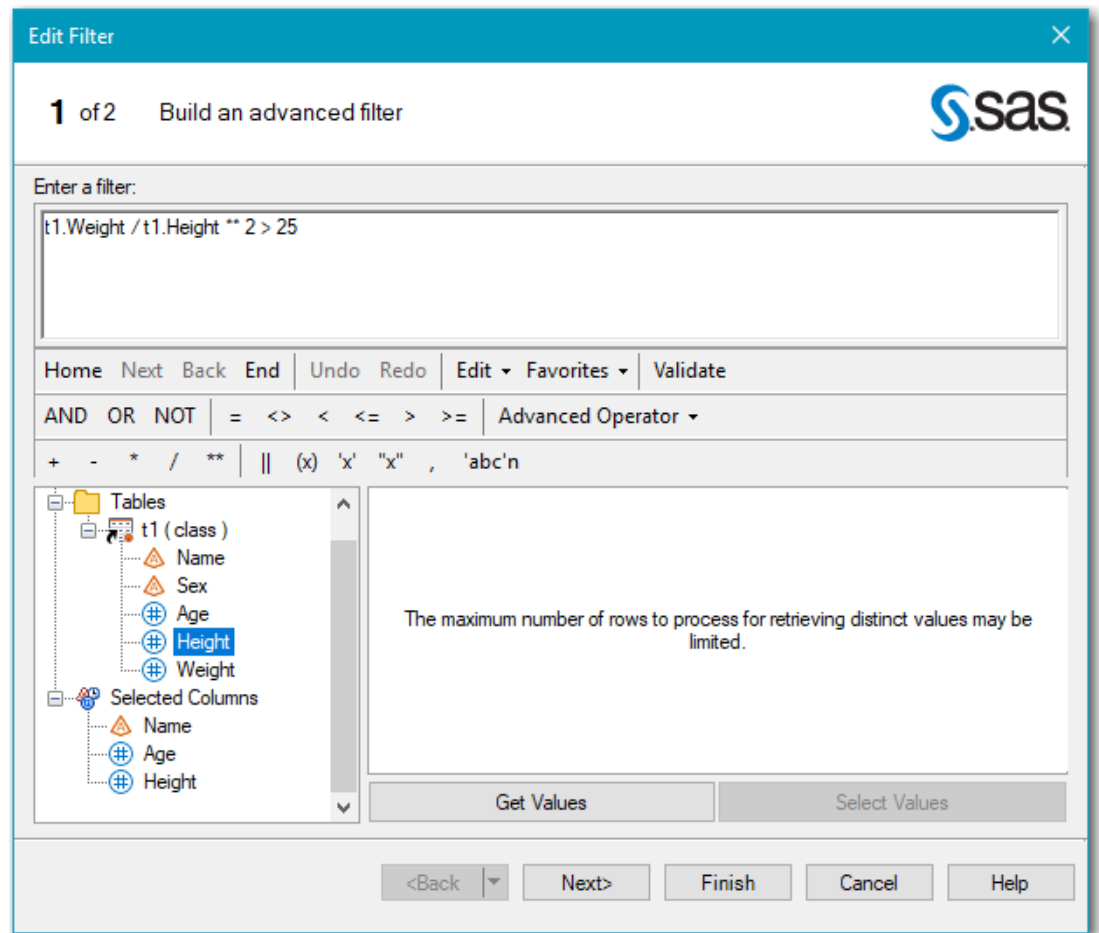 Edit Filter
1 of 2 Build an advanced filter
sas
Enter a filter:
t1.Weight / t1.Height ** 2 > 25
Home Next Back End Undo Redo Edit Favorites Validate
AND OR NOT = <> < <= > >= Advanced Operator
+ - * / ** || (x) 'x' "x" , 'abc'n
Tables
t1 ( class )
Name
Sex
Age
Height
Weight
Selected Columns
Name
Age
Height
The maximum number of rows to process for retrieving distinct values may be
limited.
Get Values Select Values
<Back Next> Finish Cancel Help